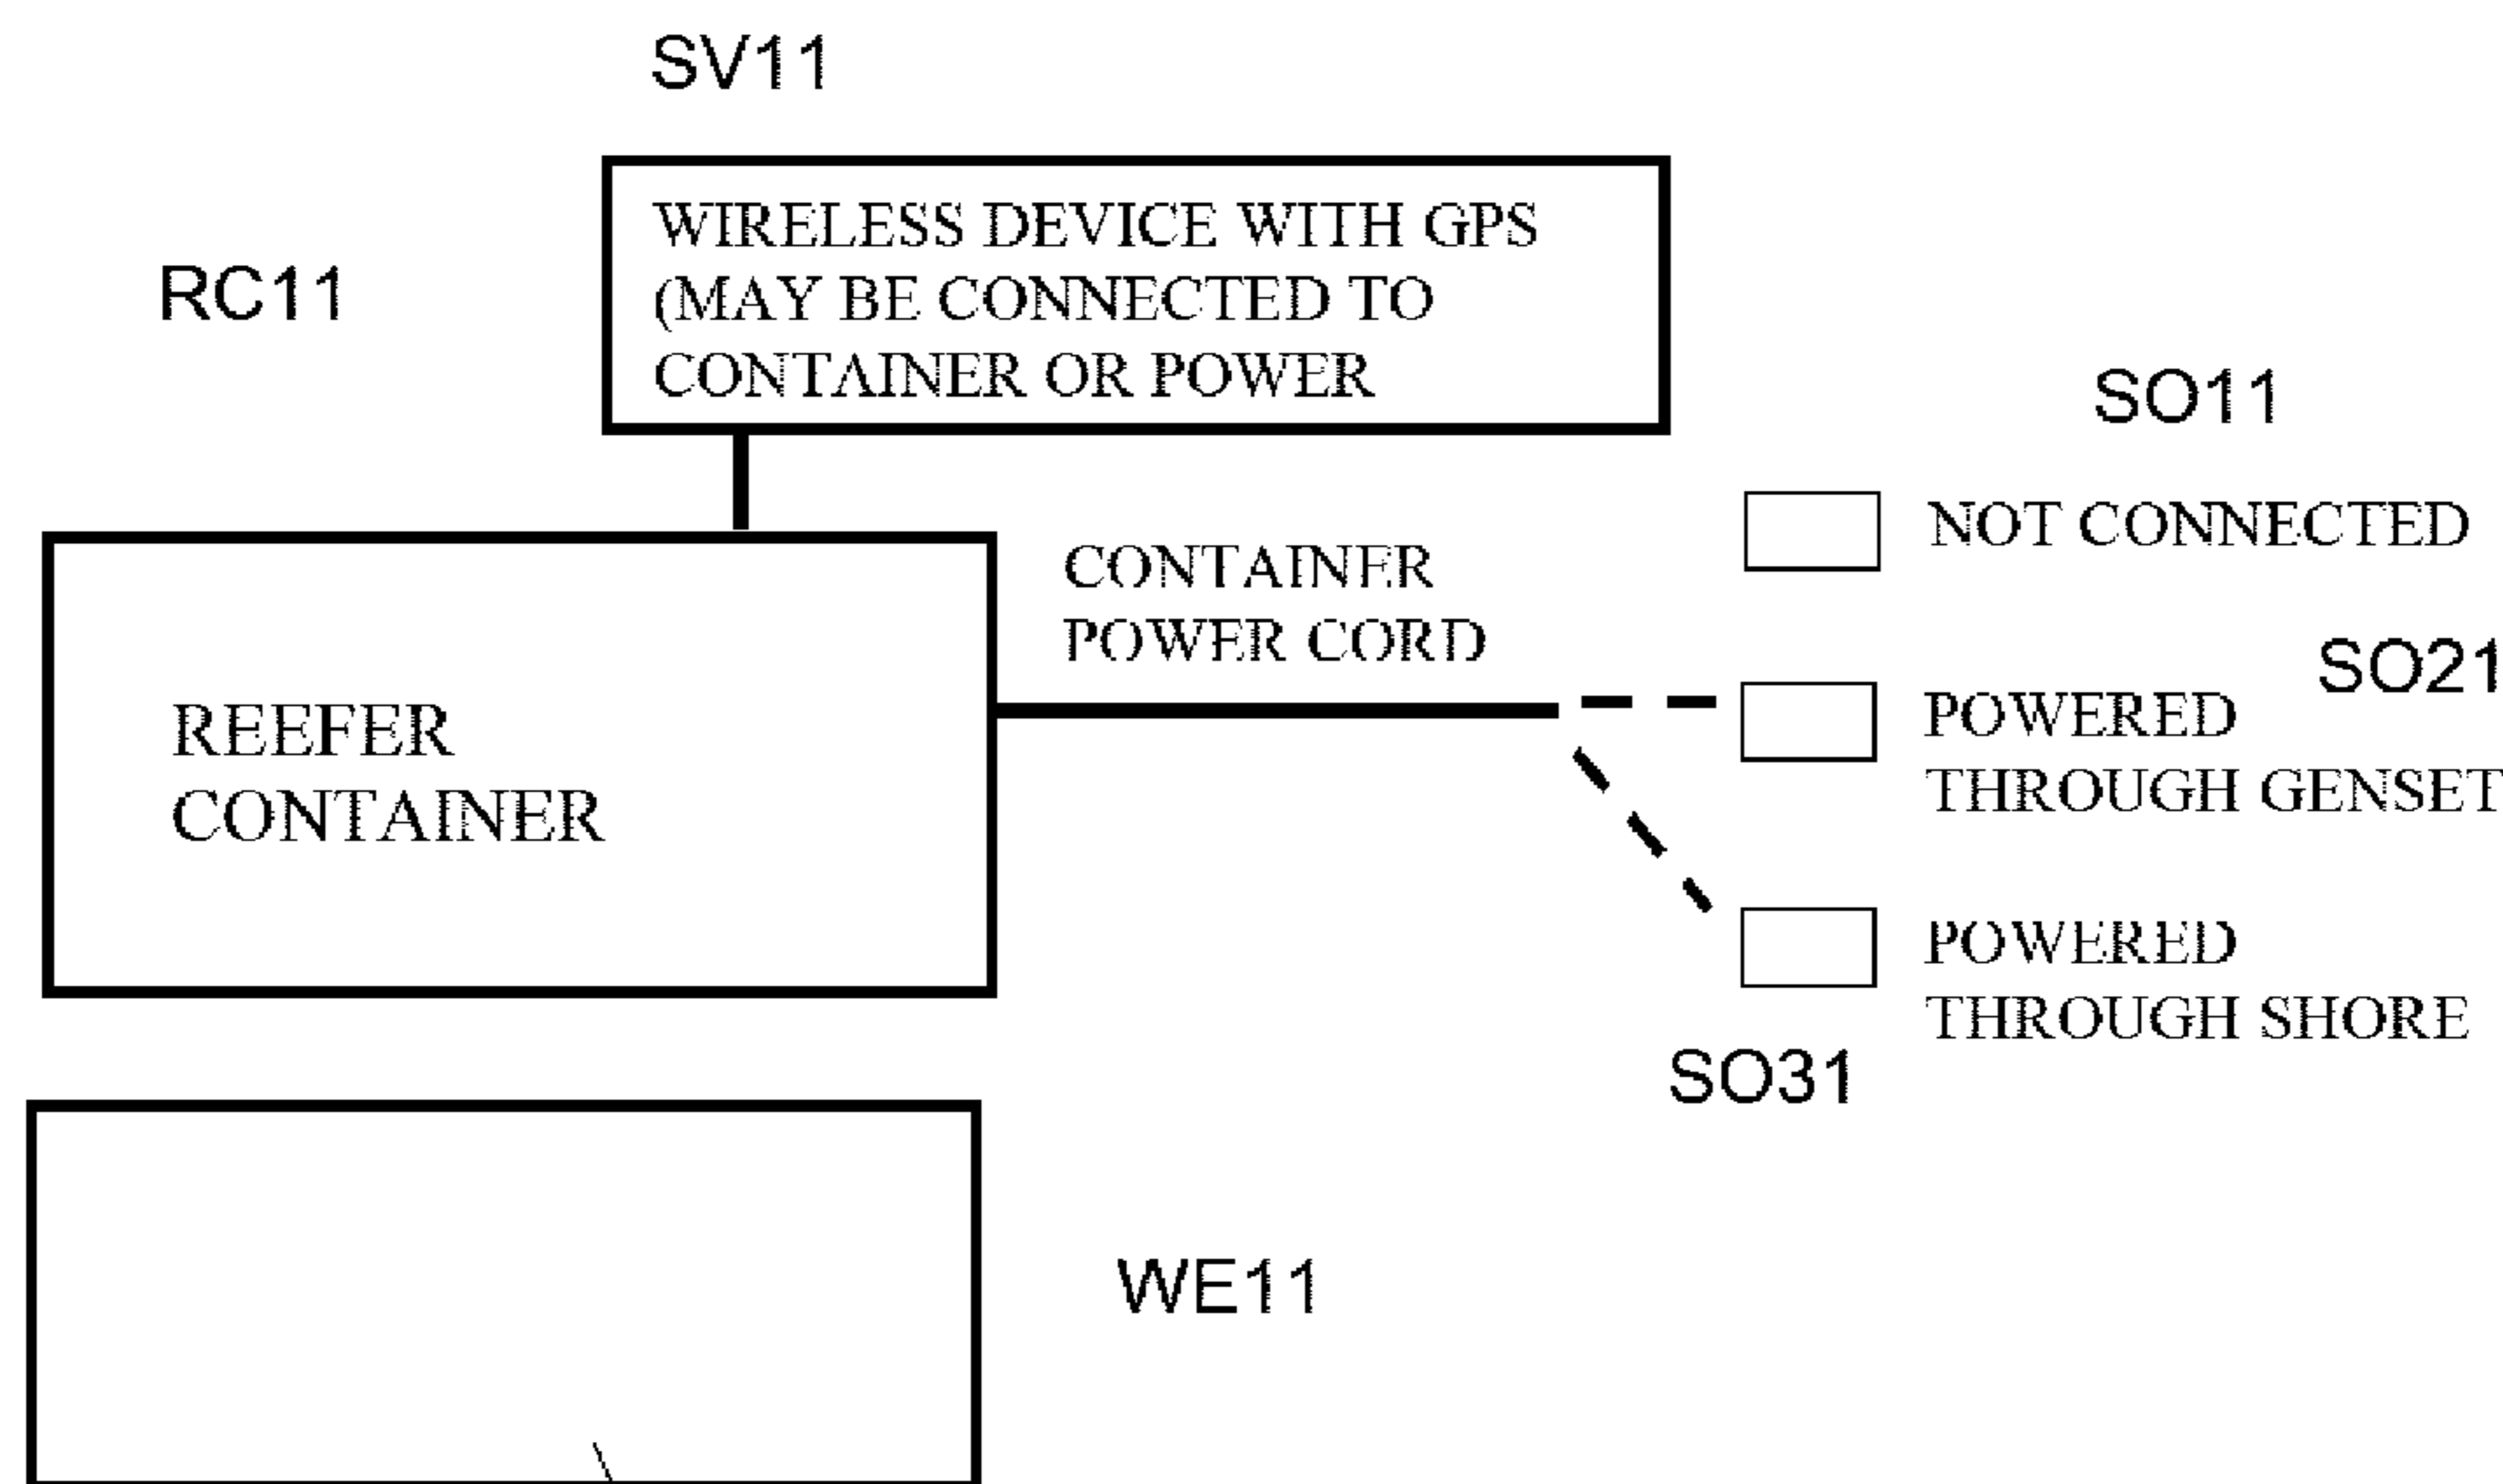 SV11
WIRELESS DEVICE WITH GPS
(MAY BE CONNECTED TO
CONTAINER OR POWER
RC11
SO11
NOT CONNECTED
CONTAINER
POWER CORD
SO21
POWERED
THROUGH GENSET
REEFER
CONTAINER
POWERED
THROUGH SHORE
SO31
WE11